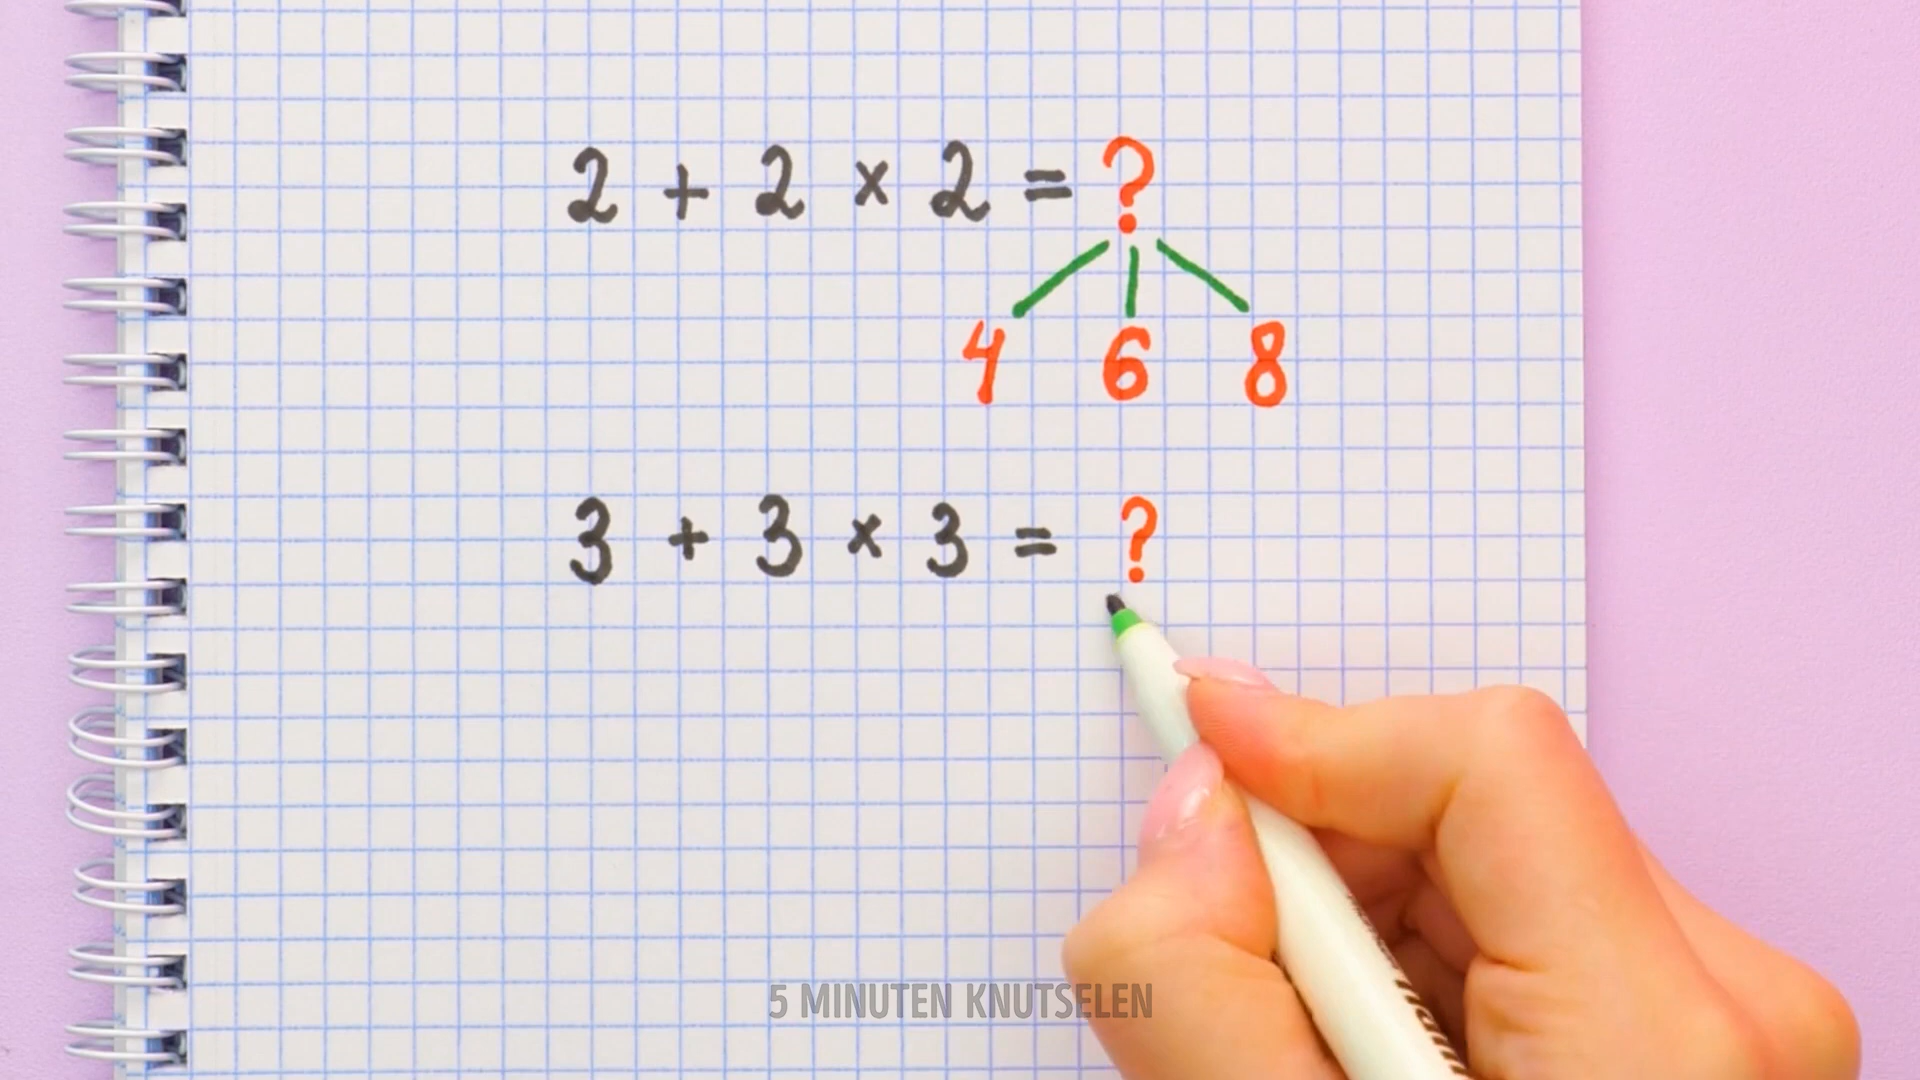 2 + 2 × 2 = ?
4 6 8
3 + 3 × 3 = ?
5 MINUTEN KNUTSELEN